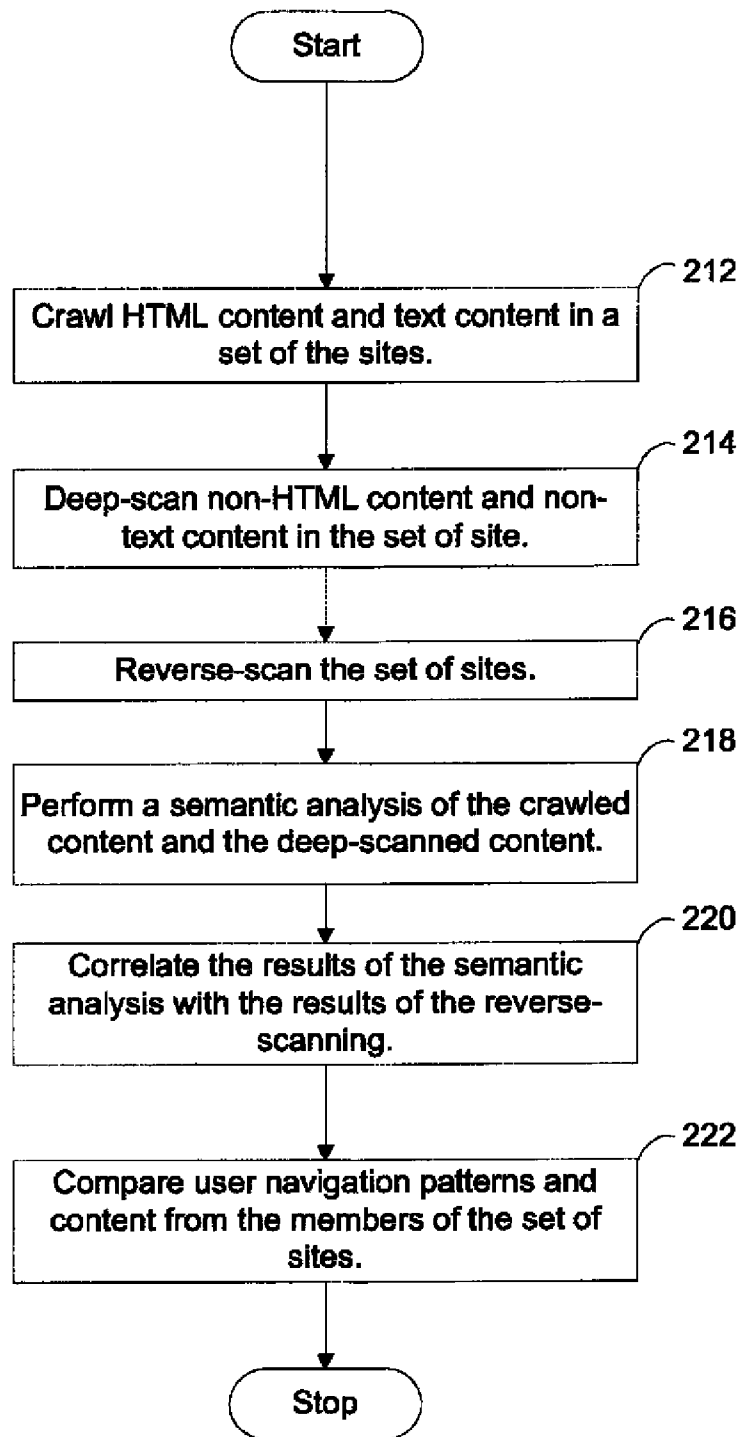 Start
212
Crawl HTML content and text content in a
set of the sites.
214
Deep-scan non-HTML content and non-
text content in the set of site.
216
Reverse-scan the set of sites.
218
Perform a semantic analysis of the crawled
content and the deep-scanned content.
220
Correlate the results of the semantic
analysis with the results of the reverse-
scanning.
222
Compare user navigation patterns and
content from the members of the set of
sites.
Stop